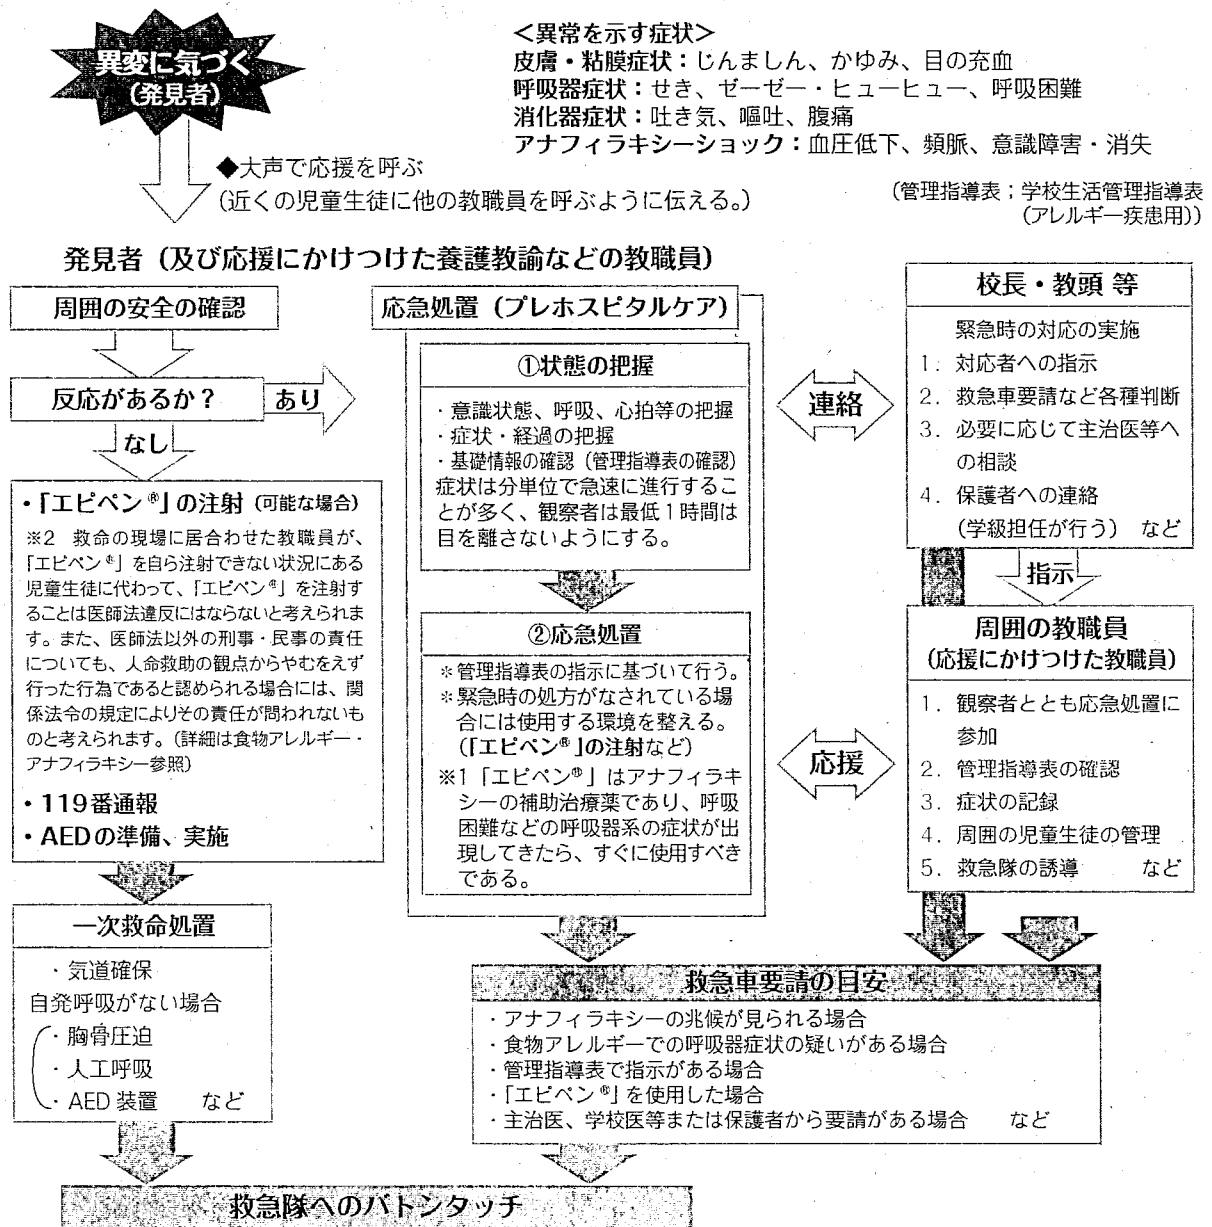 異変に気づく
（発見者）
＜異常を示す症状＞
皮膚・粘膜症状：じんましん、かゆみ、目の充血
呼吸器症状：せき、ゼーゼー・ヒューヒュー、呼吸困難
消化器症状：吐き気、嘔吐、腹痛
アナフィラキシーショック：血圧低下、頻脈、意識障害・消失
◆大声で応援を呼ぶ
（近くの児童生徒に他の教職員を呼ぶように伝える。）
（管理指導表；学校生活管理指導表
（アレルギー疾患用））
発見者（及び応援にかけつけた養護教諭などの教職員）
周囲の安全の確認
反応があるか？
あり
なし
・「エピペン®」の注射（可能な場合）
※2　救命の現場に居合わせた教職員が、
「エピペン®」を自ら注射できない状況にある
児童生徒に代わって、「エピペン®」を注射す
ることは医師法違反にはならないと考えられま
す。また、医師法以外の刑事・民事の責任
についても、人命救助の観点からやむをえず
行った行為であると認められる場合には、関
係法令の規定によりその責任が問われないも
のと考えられます。（詳細は食物アレルギー・
アナフィラキシー参照）
・119番通報
・AEDの準備、実施
一次救命処置
・気道確保
自発呼吸がない場合
・胸骨圧迫
・人工呼吸
・AED装置　など
応急処置（プレホスピタルケア）
①状態の把握
・意識状態、呼吸、心拍等の把握
・症状・経過の把握
・基礎情報の確認（管理指導表の確認）
症状は分単位で急速に進行するこ
とが多く、観察者は最低１時間は
目を離さないようにする。
②応急処置
＊管理指導表の指示に基づいて行う。
＊緊急時の処方がなされている場
合には使用する環境を整える。
（「エピペン®」の注射など）
※1「エピペン®」はアナフィラキ
シーの補助治療薬であり、呼吸
困難などの呼吸器系の症状が出
現してきたら、すぐに使用すべき
である。
連絡
応援
校長・教頭 等
緊急時の対応の実施
1．対応者への指示
2．救急車要請など各種判断
3．必要に応じて主治医等へ
の相談
4．保護者への連絡
（学級担任が行う）　など
指示
周囲の教職員
（応援にかけつけた教職員）
1．観察者ととも応急処置に
参加
2．管理指導表の確認
3．症状の記録
4．周囲の児童生徒の管理
5．救急隊の誘導　など
救急車要請の目安
・アナフィラキシーの兆候が見られる場合
・食物アレルギーでの呼吸器症状の疑いがある場合
・管理指導表で指示がある場合
・「エピペン®」を使用した場合
・主治医、学校医等または保護者から要請がある場合　など
救急隊へのバトンタッチ